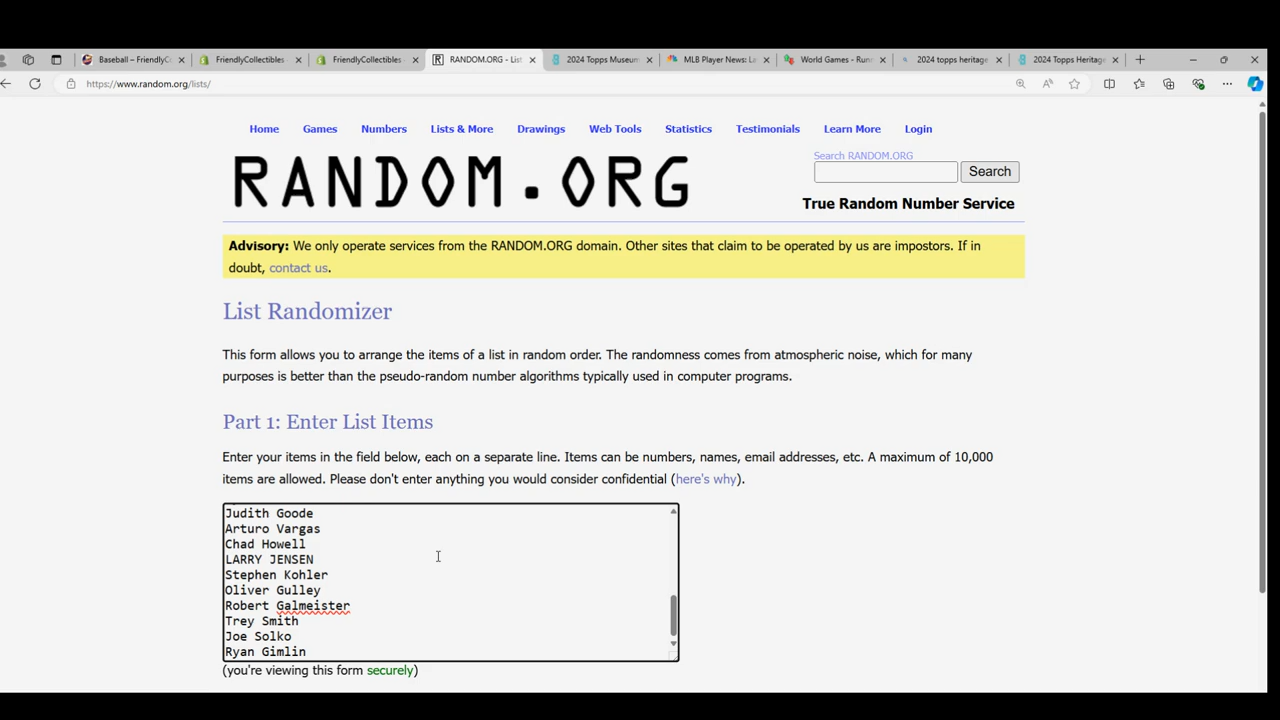 Baseball – FriendlyC
FriendlyCollectibles
FriendlyCollectibles
RANDOM.ORG - List
2024 Topps Museum
MLB Player News: Le
World Games - Runn
2024 topps heritage
2024 Topps Heritage
https://www.random.org/lists/
Home Games Numbers Lists & More Drawings Web Tools Statistics Testimonials Learn More Login
RANDOM.ORG
Search RANDOM.ORG
Search
True Random Number Service
Advisory: We only operate services from the RANDOM.ORG domain. Other sites that claim to be operated by us are impostors. If in
doubt, contact us.
List Randomizer
This form allows you to arrange the items of a list in random order. The randomness comes from atmospheric noise, which for many
purposes is better than the pseudo-random number algorithms typically used in computer programs.
Part 1: Enter List Items
Enter your items in the field below, each on a separate line. Items can be numbers, names, email addresses, etc. A maximum of 10,000
items are allowed. Please don't enter anything you would consider confidential (here's why).
Judith Goode
Arturo Vargas
Chad Howell
LARRY JENSEN
Stephen Kohler
Oliver Gulley
Robert Galmeister
Trey Smith
Joe Solko
Ryan Gimlin
(you're viewing this form securely)